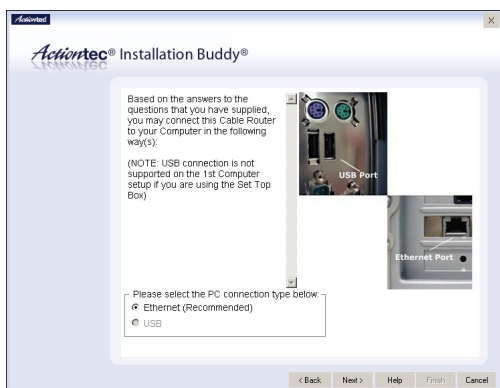 Actiontec
X
Actiontec® Installation Buddy®
Based on the answers to the
questions that you have supplied,
you may connect this Cable Router
to your Computer in the following
way(s):
(NOTE: USB connection is not
supported on the 1st Computer
setup if you are using the Set Top
Box)
USB Port
Ethernet Port
Please select the PC connection type below:
Ethernet (Recommended)
USB
< Back
Next >
Help
Finish
Cancel